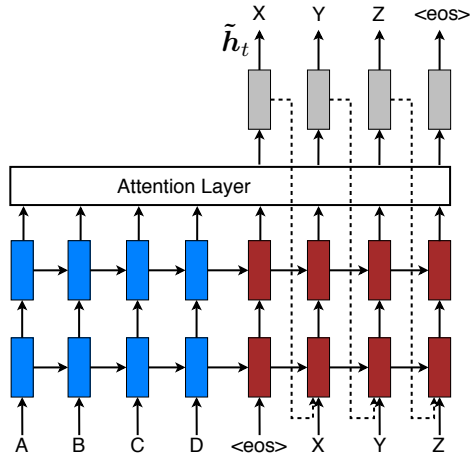 X Y Z <eos>
h̃ₜ
Attention Layer
A B C D <eos> X Y Z